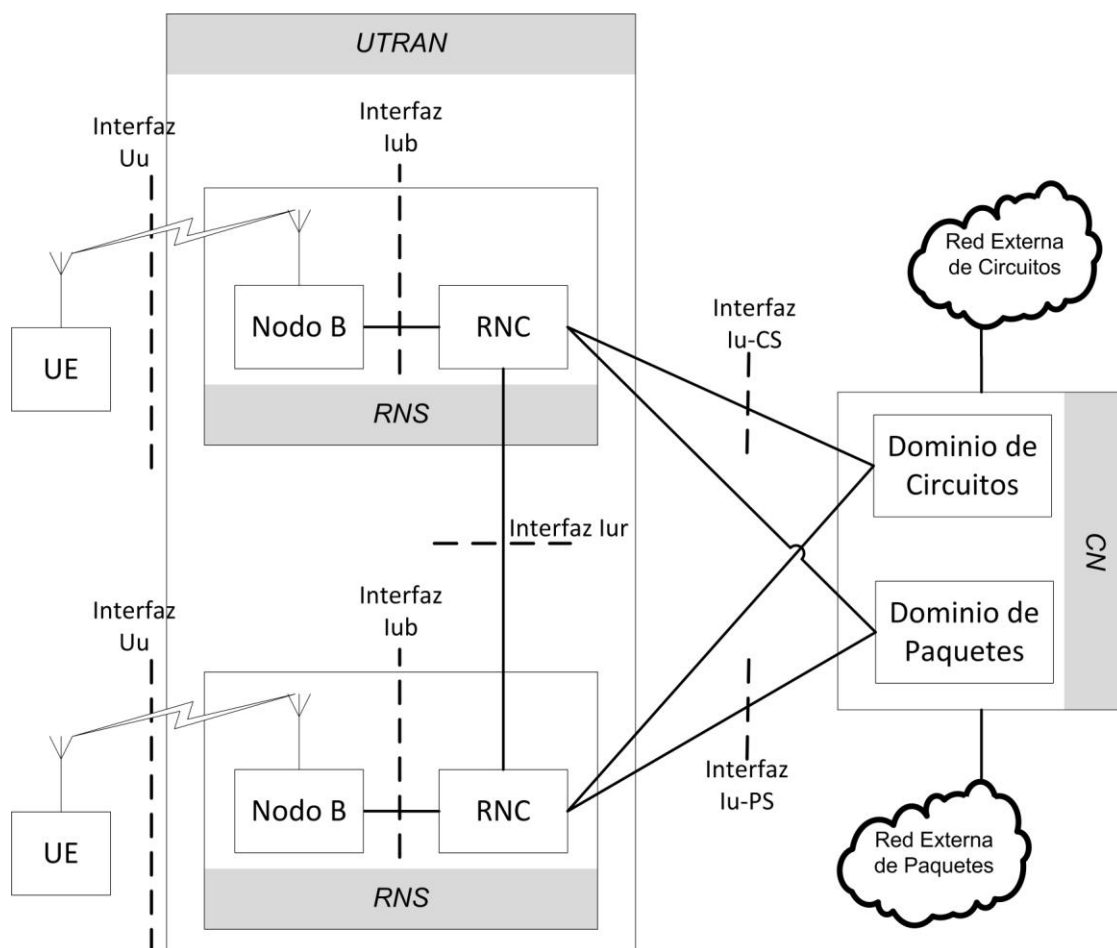 UTRAN
Interfaz
Uu
Interfaz
Iub
Nodo B
RNC
UE
RNS
Interfaz
Iu-CS
Red Externa
de Circuitos
Dominio de
Circuitos
CN
Interfaz Iur
Interfaz
Uu
Interfaz
Iub
Dominio de
Paquetes
Nodo B
RNC
UE
RNS
Interfaz
Iu-PS
Red Externa
de Paquetes